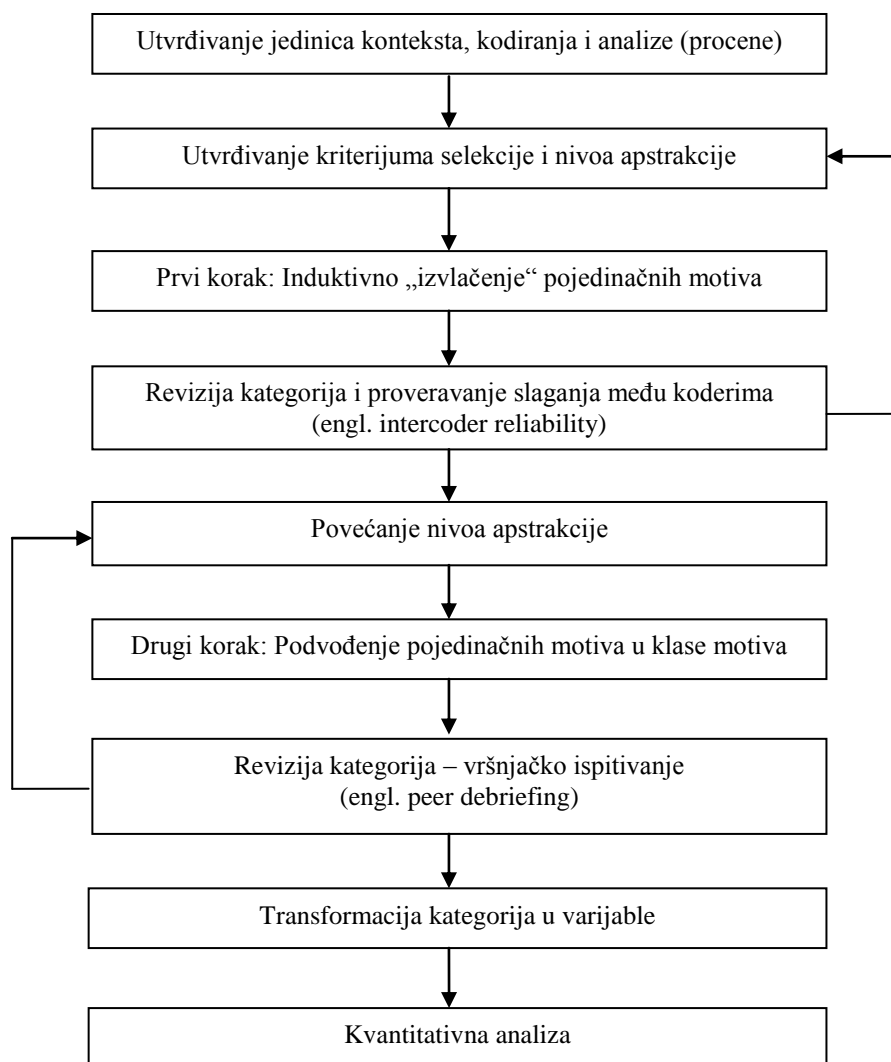 Utvrđivanje jedinica konteksta, kodiranja i analize (procene)
Utvrđivanje kriterijuma selekcije i nivoa apstrakcije
Prvi korak: Induktivno „izvlačenje“ pojedinačnih motiva
Revizija kategorija i proveravanje slaganja među koderima
(engl. intercoder reliability)
Povećanje nivoa apstrakcije
Drugi korak: Podvođenje pojedinačnih motiva u klase motiva
Revizija kategorija – vršnjačko ispitivanje
(engl. peer debriefing)
Transformacija kategorija u varijable
Kvantitativna analiza